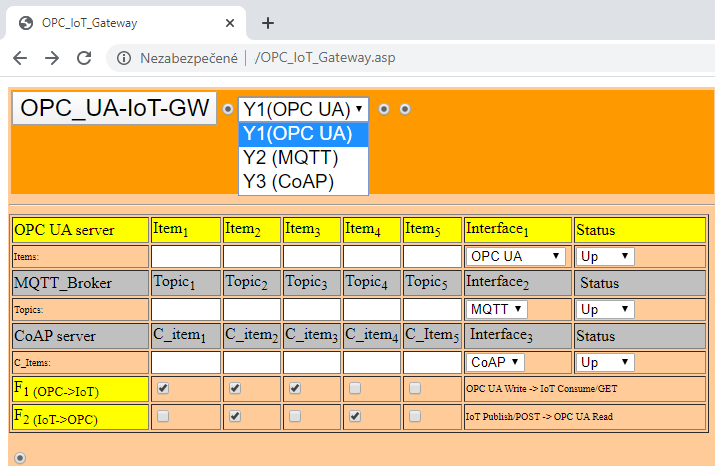 OPC_IoT_Gateway
Nezabezpečené /OPC_IoT_Gateway.asp
OPC_UA-IoT-GW Y1(OPC UA)
Y1(OPC UA)
Y2 (MQTT)
Y3 (CoAP)
OPC UA server Item1 Item2 Item3 Item4 Item5 Interface1 Status
Items: OPC UA Up
MQTT_Broker Topic1 Topic2 Topic3 Topic4 Topic5 Interface2 Status
Topics: MQTT Up
CoAP server C_item1 C_item2 C_item3 C_item4 C_Item5 Interface3 Status
C_Items: CoAP Up
F1 (OPC->IoT) OPC UA Write -> IoT Consume/GET
F2 (IoT->OPC) IoT Publish/POST -> OPC UA Read